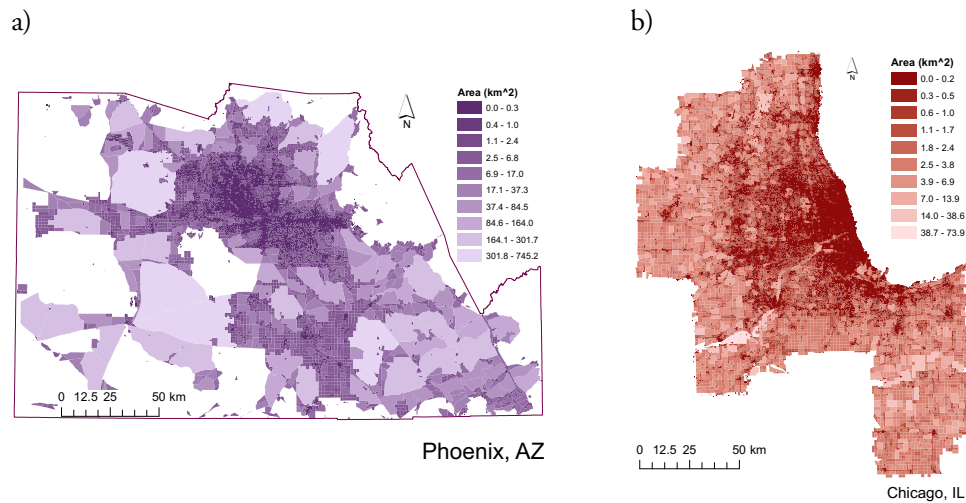 a)
Area (km^2)
0.0 - 0.3
0.4 - 1.0
1.1 - 2.4
2.5 - 6.8
6.9 - 17.0
17.1 - 37.3
37.4 - 84.5
84.6 - 164.0
164.1 - 301.7
301.8 - 745.2
N
0 12.5 25 50 km
Phoenix, AZ
b)
Area (km^2)
0.0 - 0.2
0.3 - 0.5
0.6 - 1.0
1.1 - 1.7
1.8 - 2.4
2.5 - 3.8
3.9 - 6.9
7.0 - 13.9
14.0 - 38.6
38.7 - 73.9
N
0 12.5 25 50 km
Chicago, IL